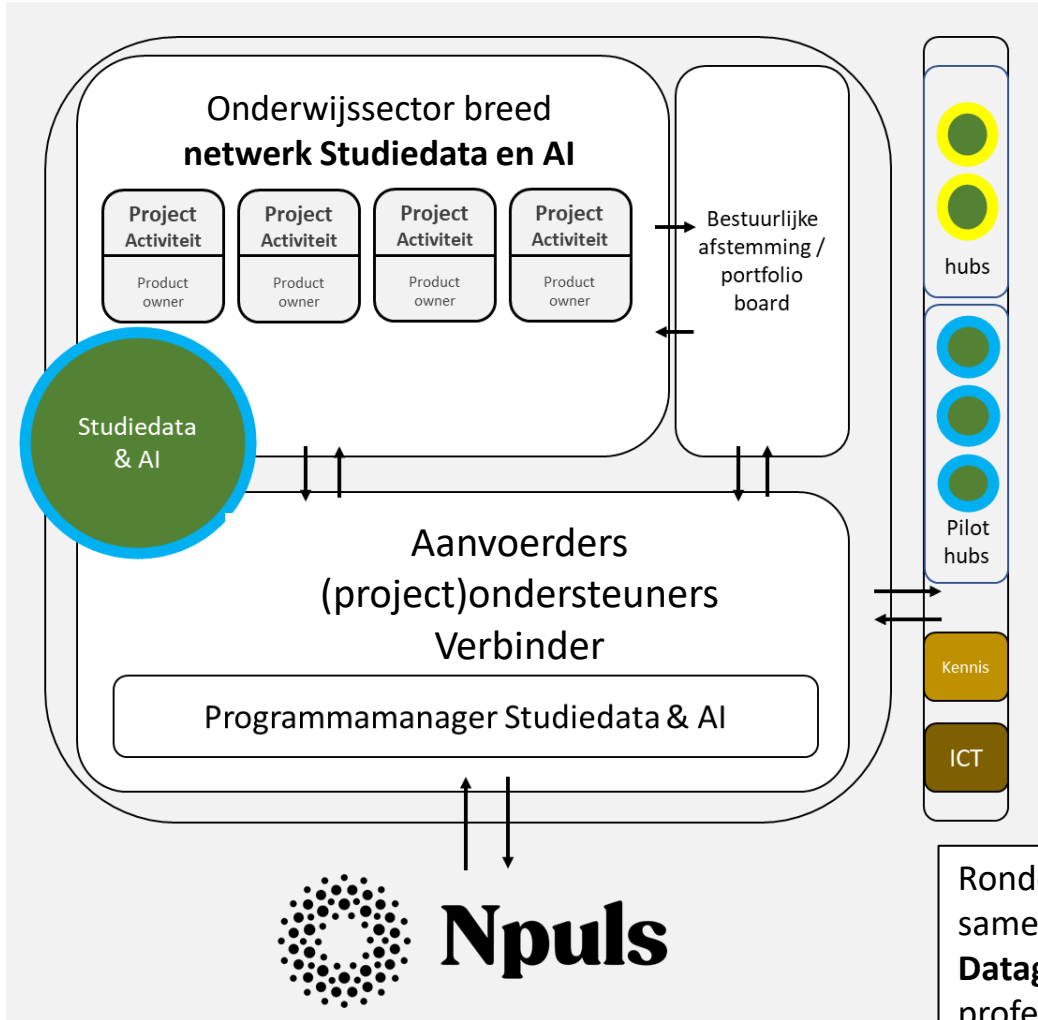 Onderwijssector breed
netwerk Studiedata en AI
Project
Activiteit
Product
owner
Project
Activiteit
Product
owner
Project
Activiteit
Product
owner
Project
Activiteit
Product
owner
Bestuurlijke
afstemming /
portfolio
board
hubs
Studiedata
& AI
Pilot
hubs
Aanvoerders
(project)ondersteuners
Verbinder
Programmamanager Studiedata & AI
Kennis
ICT
Npuls